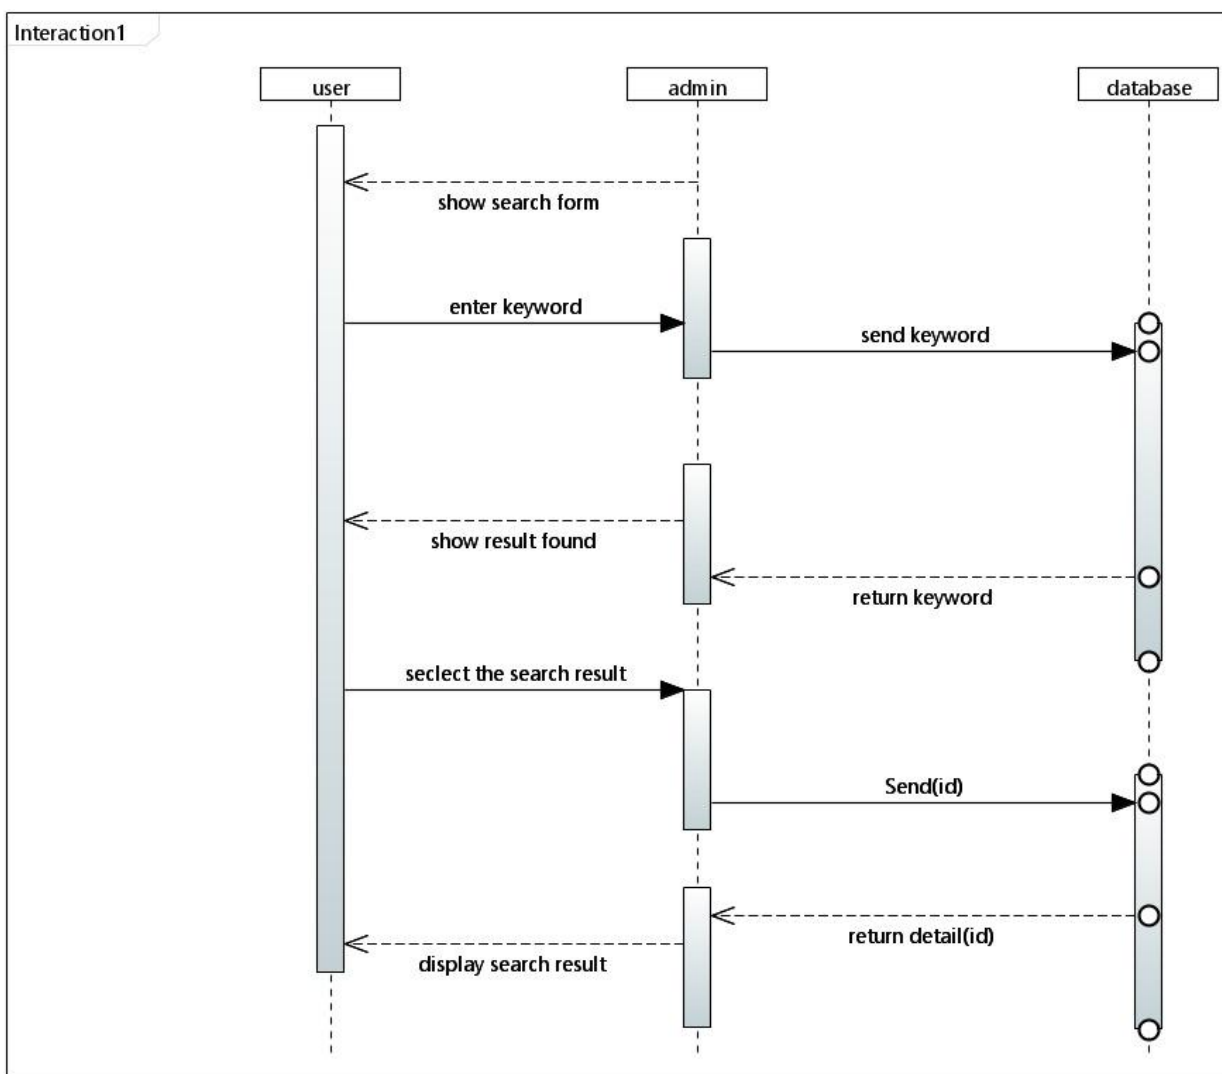 Interaction1
user
admin
database
show search form
enter keyword
send keyword
show result found
return keyword
seclect the search result
Send(id)
return detail(id)
display search result